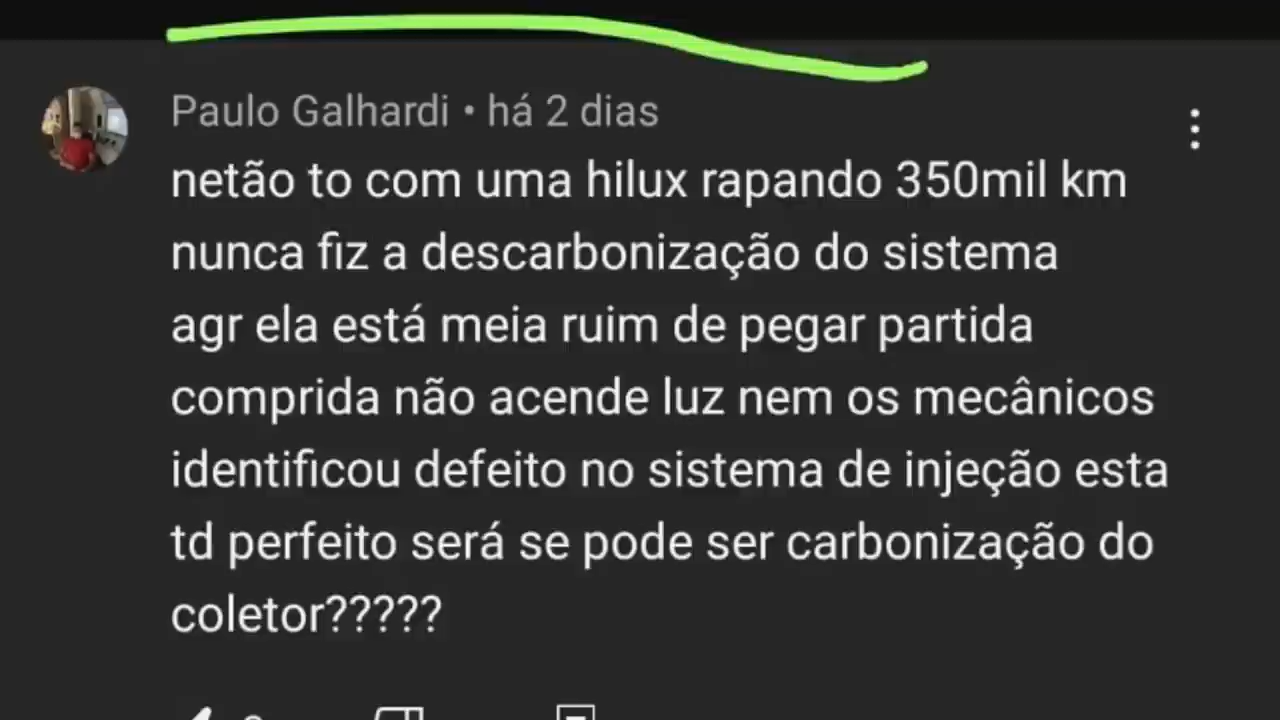 Paulo Galhardi • há 2 dias
netão to com uma hilux rapando 350mil km
nunca fiz a descarbonização do sistema
agr ela está meia ruim de pegar partida
comprida não acende luz nem os mecânicos
identificou defeito no sistema de injeção esta
td perfeito será se pode ser carbonização do
coletor?????